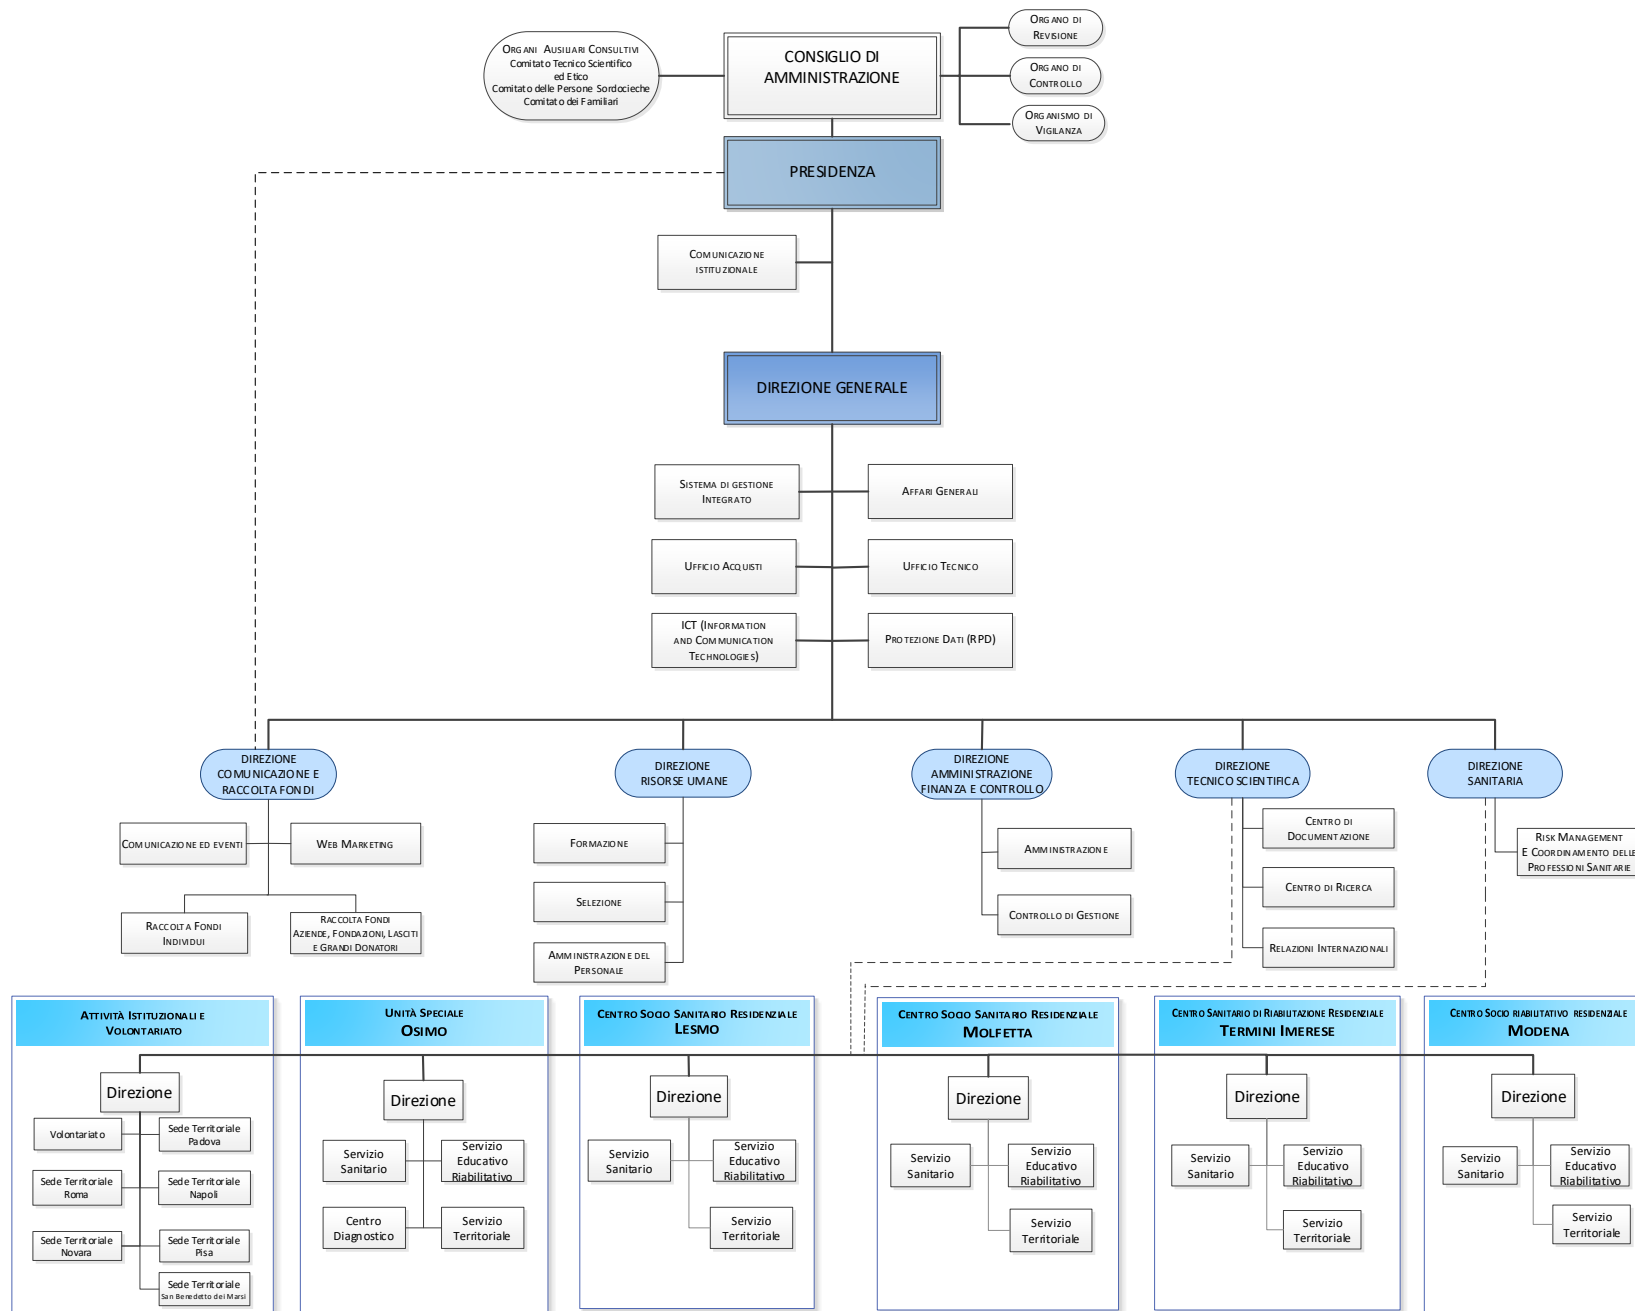 Organi Ausiliari Consultivi
Comitato Tecnico Scientifico
ed Etico
Comitato delle Persone Sordocieche
Comitato dei Familiari
CONSIGLIO DI
AMMINISTRAZIONE
Organo di
Revisione
Organo di
Controllo
Organismo di
Vigilanza
PRESIDENZA
Comunicazione
istituzionale
DIREZIONE GENERALE
Sistema di gestione
Integrato
Affari Generali
Ufficio Acquisti
Ufficio Tecnico
ICT (Information
and Communication
Technologies)
Protezione Dati (RPD)
DIREZIONE
COMUNICAZIONE E
RACCOLTA FONDI
DIREZIONE
RISORSE UMANE
DIREZIONE
AMMINISTRAZIONE
FINANZA E CONTROLLO
DIREZIONE
TECNICO SCIENTIFICA
DIREZIONE
SANITARIA
Comunicazione ed eventi
Web Marketing
Raccolta Fondi
Individui
Raccolta Fondi
Aziende, Fondazioni, Lasciti
e Grandi Donatori
Formazione
Selezione
Amministrazione del
Personale
Amministrazione
Controllo di Gestione
Centro di
Documentazione
Centro di Ricerca
Relazioni Internazionali
Risk Management
e Coordinamento delle
Professioni Sanitarie
Attività Istituzionali e
Volontariato
Direzione
Volontariato
Sede Territoriale
Padova
Sede Territoriale
Roma
Sede Territoriale
Napoli
Sede Territoriale
Novara
Sede Territoriale
Pisa
Sede Territoriale
San Benedetto dei Marsi
Unità Speciale
Osimo
Direzione
Servizio
Sanitario
Servizio
Educativo
Riabilitativo
Centro
Diagnostico
Servizio
Territoriale
Centro Socio Sanitario Residenziale
Lesmo
Direzione
Servizio
Sanitario
Servizio
Educativo
Riabilitativo
Servizio
Territoriale
Centro Socio Sanitario Residenziale
Molfetta
Direzione
Servizio
Sanitario
Servizio
Educativo
Riabilitativo
Servizio
Territoriale
Centro Sanitario di Riabilitazione Residenziale
Termini Imerese
Direzione
Servizio
Sanitario
Servizio
Educativo
Riabilitativo
Servizio
Territoriale
Centro Socio riabilitativo residenziale
Modena
Direzione
Servizio
Sanitario
Servizio
Educativo
Riabilitativo
Servizio
Territoriale